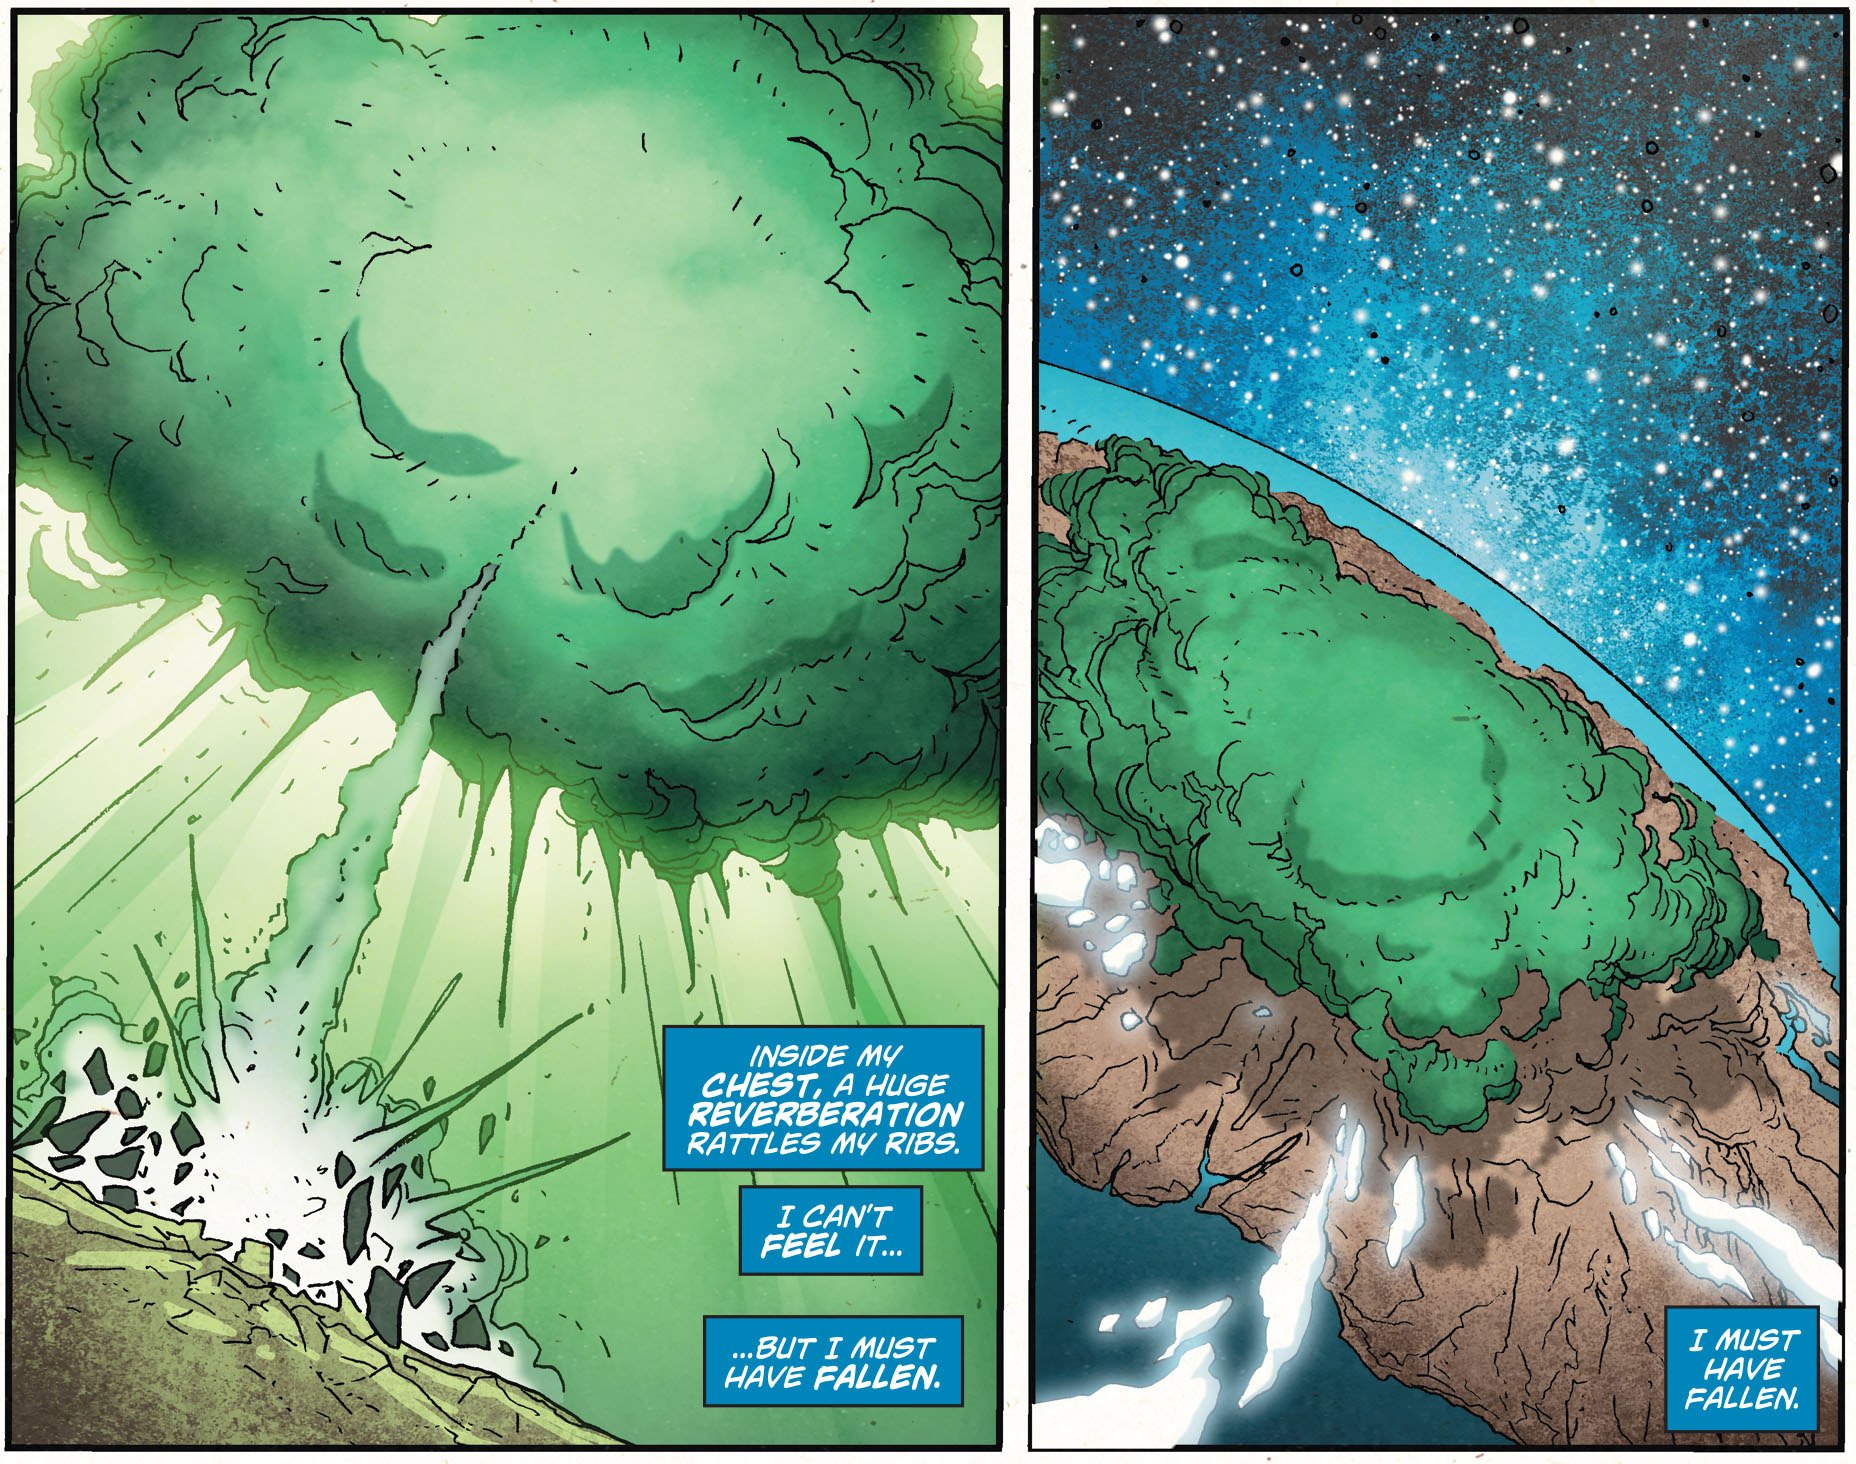 INSIDE MY
CHEST, A HUGE
REVERBERATION
RATTLES MY RIBS.
I CAN'T
FEEL IT...
...BUT I MUST
HAVE FALLEN.
I MUST
HAVE
FALLEN.